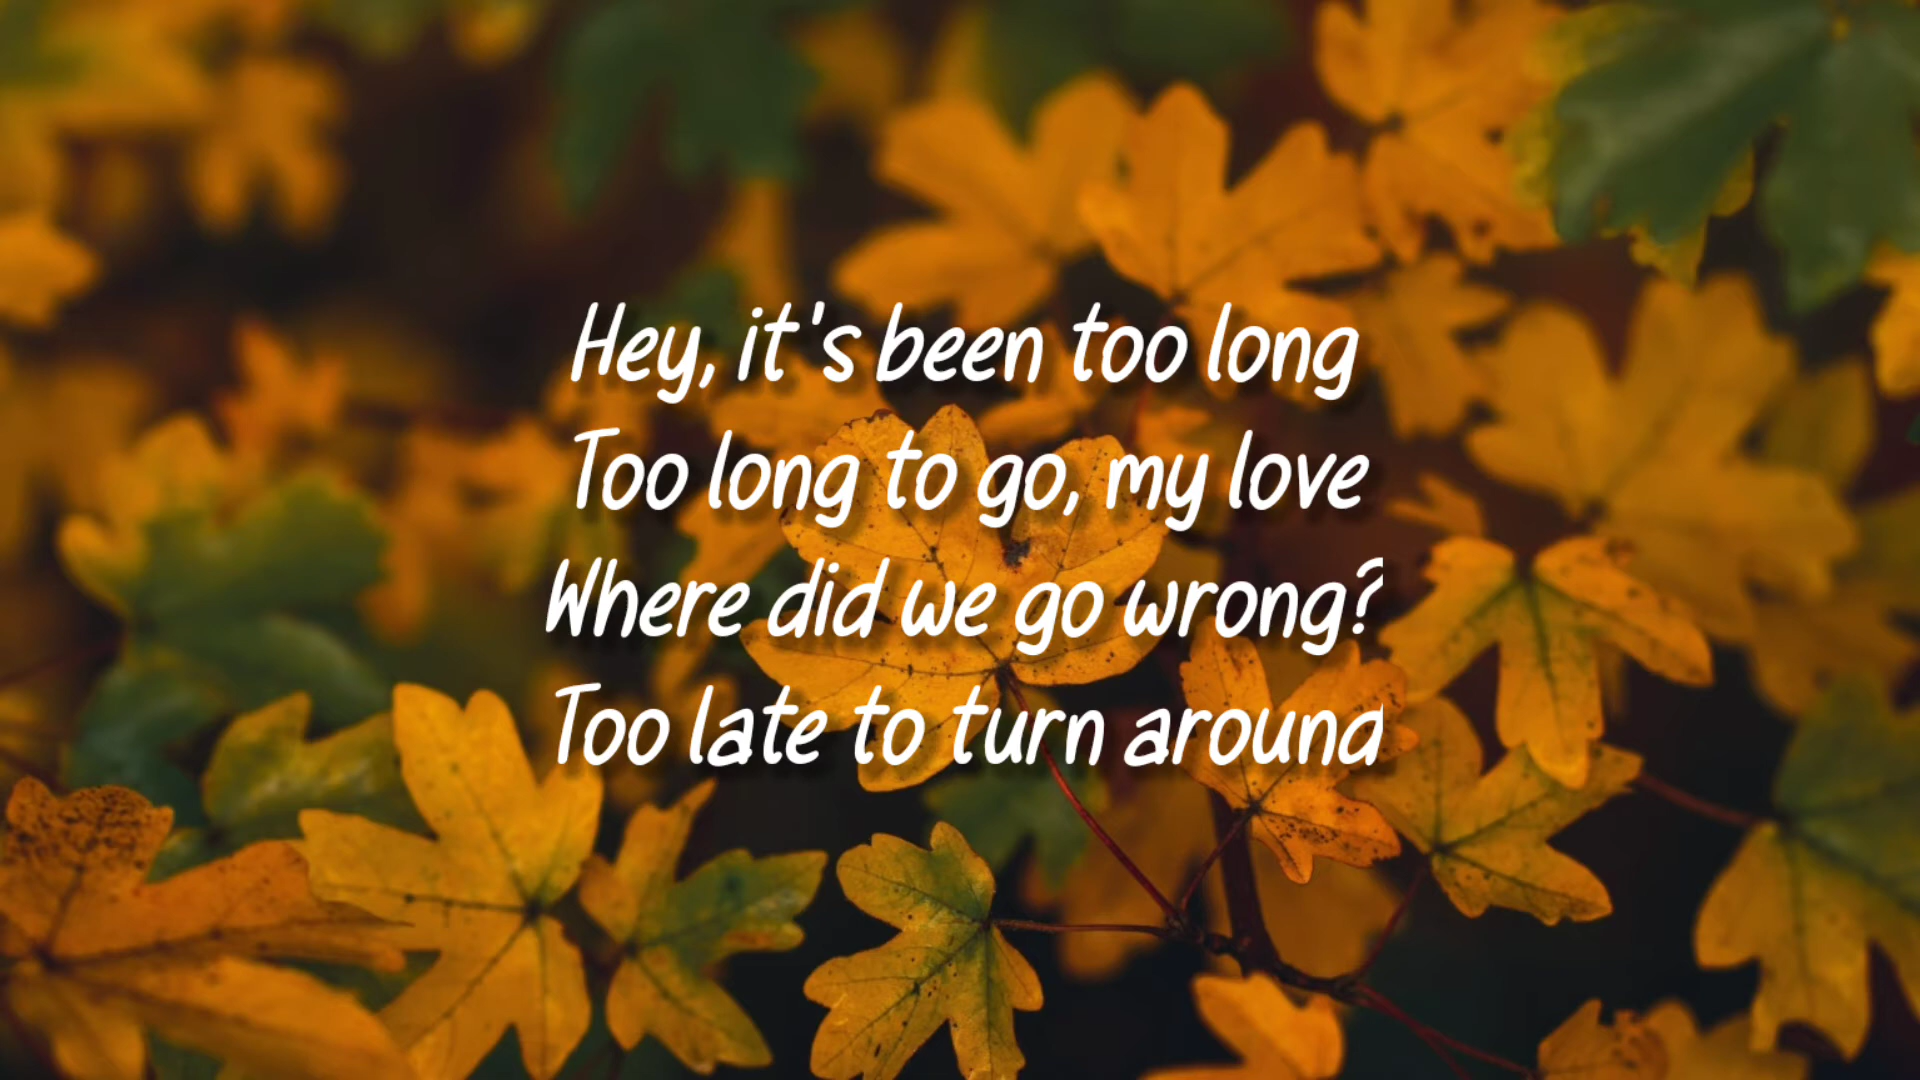 Hey, it's been too long
Too long to go, my love
Where did we go wrong?
Too late to turn around